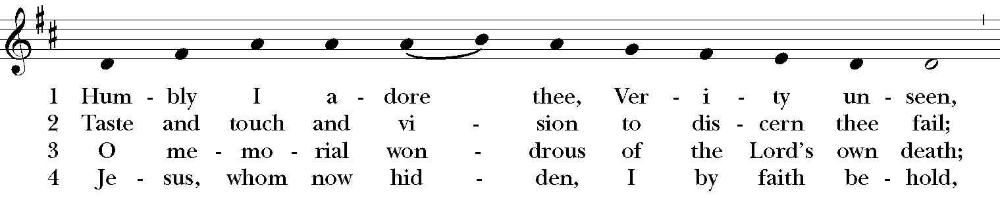 1 Hum - bly I a - dore thee, Ver - i - ty un - seen,
2 Taste and touch and vi - sion to dis - cern thee fail;
3 O me - mo - rial won - drous of the Lord's own death;
4 Je - sus, whom now hid - den, I by faith be - hold,